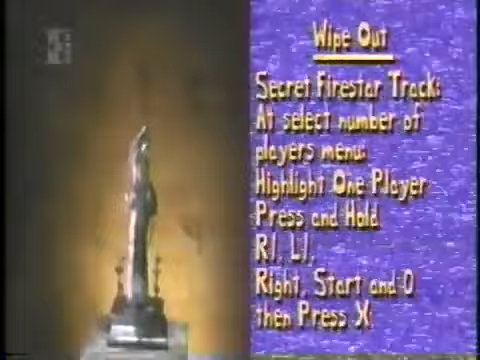 Wipe Out
Secret Firestar Track:
At select number of
players menu:
Highlight One Player
Press and Hold
R1, L1,
Right, Start and O
then Press X